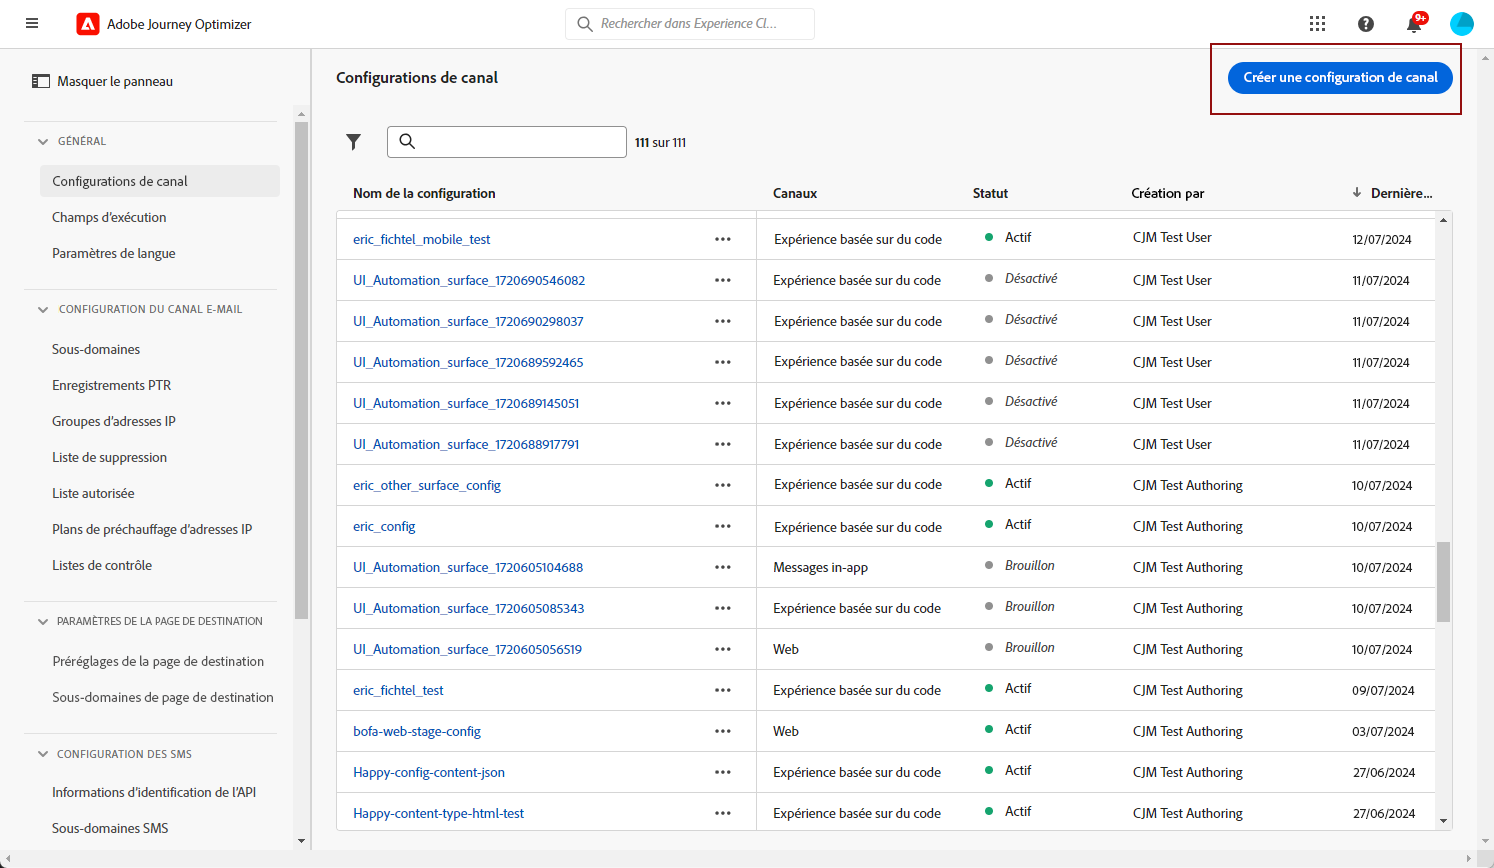 Adobe Journey Optimizer
Rechercher dans Experience Cl...
9+
Masquer le panneau
GÉNÉRAL
Configurations de canal
Champs d'exécution
Paramètres de langue
CONFIGURATION DU CANAL E-MAIL
Sous-domaines
Enregistrements PTR
Groupes d'adresses IP
Liste de suppression
Liste autorisée
Plans de préchauffage d'adresses IP
Listes de contrôle
PARAMÈTRES DE LA PAGE DE DESTINATION
Préréglages de la page de destination
Sous-domaines de page de destination
CONFIGURATION DES SMS
Informations d'identification de l'API
Sous-domaines SMS
Configurations de canal
Créer une configuration de canal
111 sur 111
Nom de la configuration Canaux Statut Création par Dernière...
eric_fichtel_mobile_test Expérience basée sur du code Actif CJM Test User 12/07/2024
UI_Automation_surface_1720690546082 Expérience basée sur du code Désactivé CJM Test User 11/07/2024
UI_Automation_surface_1720690298037 Expérience basée sur du code Désactivé CJM Test User 11/07/2024
UI_Automation_surface_1720689592465 Expérience basée sur du code Désactivé CJM Test User 11/07/2024
UI_Automation_surface_1720689145051 Expérience basée sur du code Désactivé CJM Test User 11/07/2024
UI_Automation_surface_1720688917791 Expérience basée sur du code Désactivé CJM Test User 11/07/2024
eric_other_surface_config Expérience basée sur du code Actif CJM Test Authoring 10/07/2024
eric_config Expérience basée sur du code Actif CJM Test Authoring 10/07/2024
UI_Automation_surface_1720605104688 Messages in-app Brouillon CJM Test Authoring 10/07/2024
UI_Automation_surface_1720605085343 Expérience basée sur du code Brouillon CJM Test Authoring 10/07/2024
UI_Automation_surface_1720605056519 Web Brouillon CJM Test Authoring 10/07/2024
eric_fichtel_test Expérience basée sur du code Actif CJM Test Authoring 09/07/2024
bofa-web-stage-config Web Actif CJM Test Authoring 03/07/2024
Happy-config-content-json Expérience basée sur du code Actif CJM Test Authoring 27/06/2024
Happy-content-type-html-test Expérience basée sur du code Actif CJM Test Authoring 27/06/2024